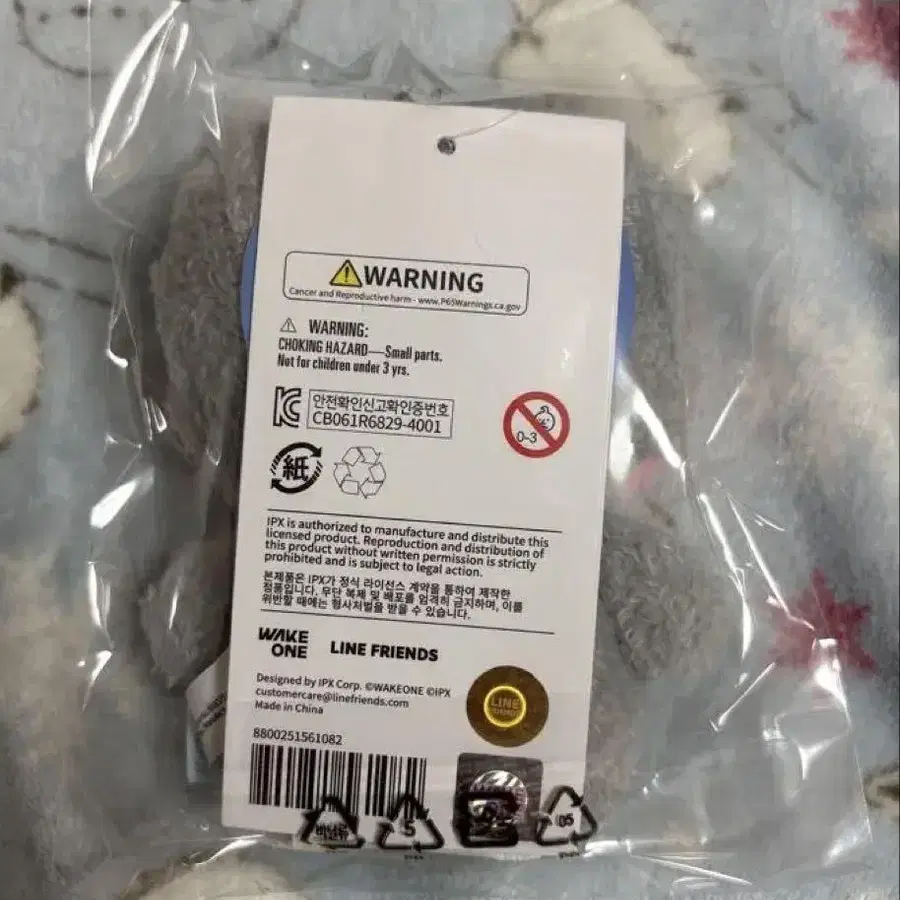 WARNING
Cancer and Reproductive harm - www.P65Warnings.ca.gov
WARNING:
CHOKING HAZARD—Small parts.
Not for children under 3 yrs.
안전확인신고확인증번호
CB061R6829-4001
0-3
紙
IPX is authorized to manufacture and distribute this
licensed product. Reproduction and distribution of
this product without written permission is strictly
prohibited and is subject to legal action.
본제품은 IPX가 정식 라이선스 계약을 통하여 제작한
정품입니다. 무단 복제 및 배포를 엄격히 금지하며, 이를
위반할 때에는 형사처벌을 받을 수 있습니다.
WAKE
ONE
LINE FRIENDS
Designed by IPX Corp. ©WAKEONE ©IPX
customercare@linefriends.com
Made in China
LINE
FRIENDS
8800251561082
비닐류
5
05